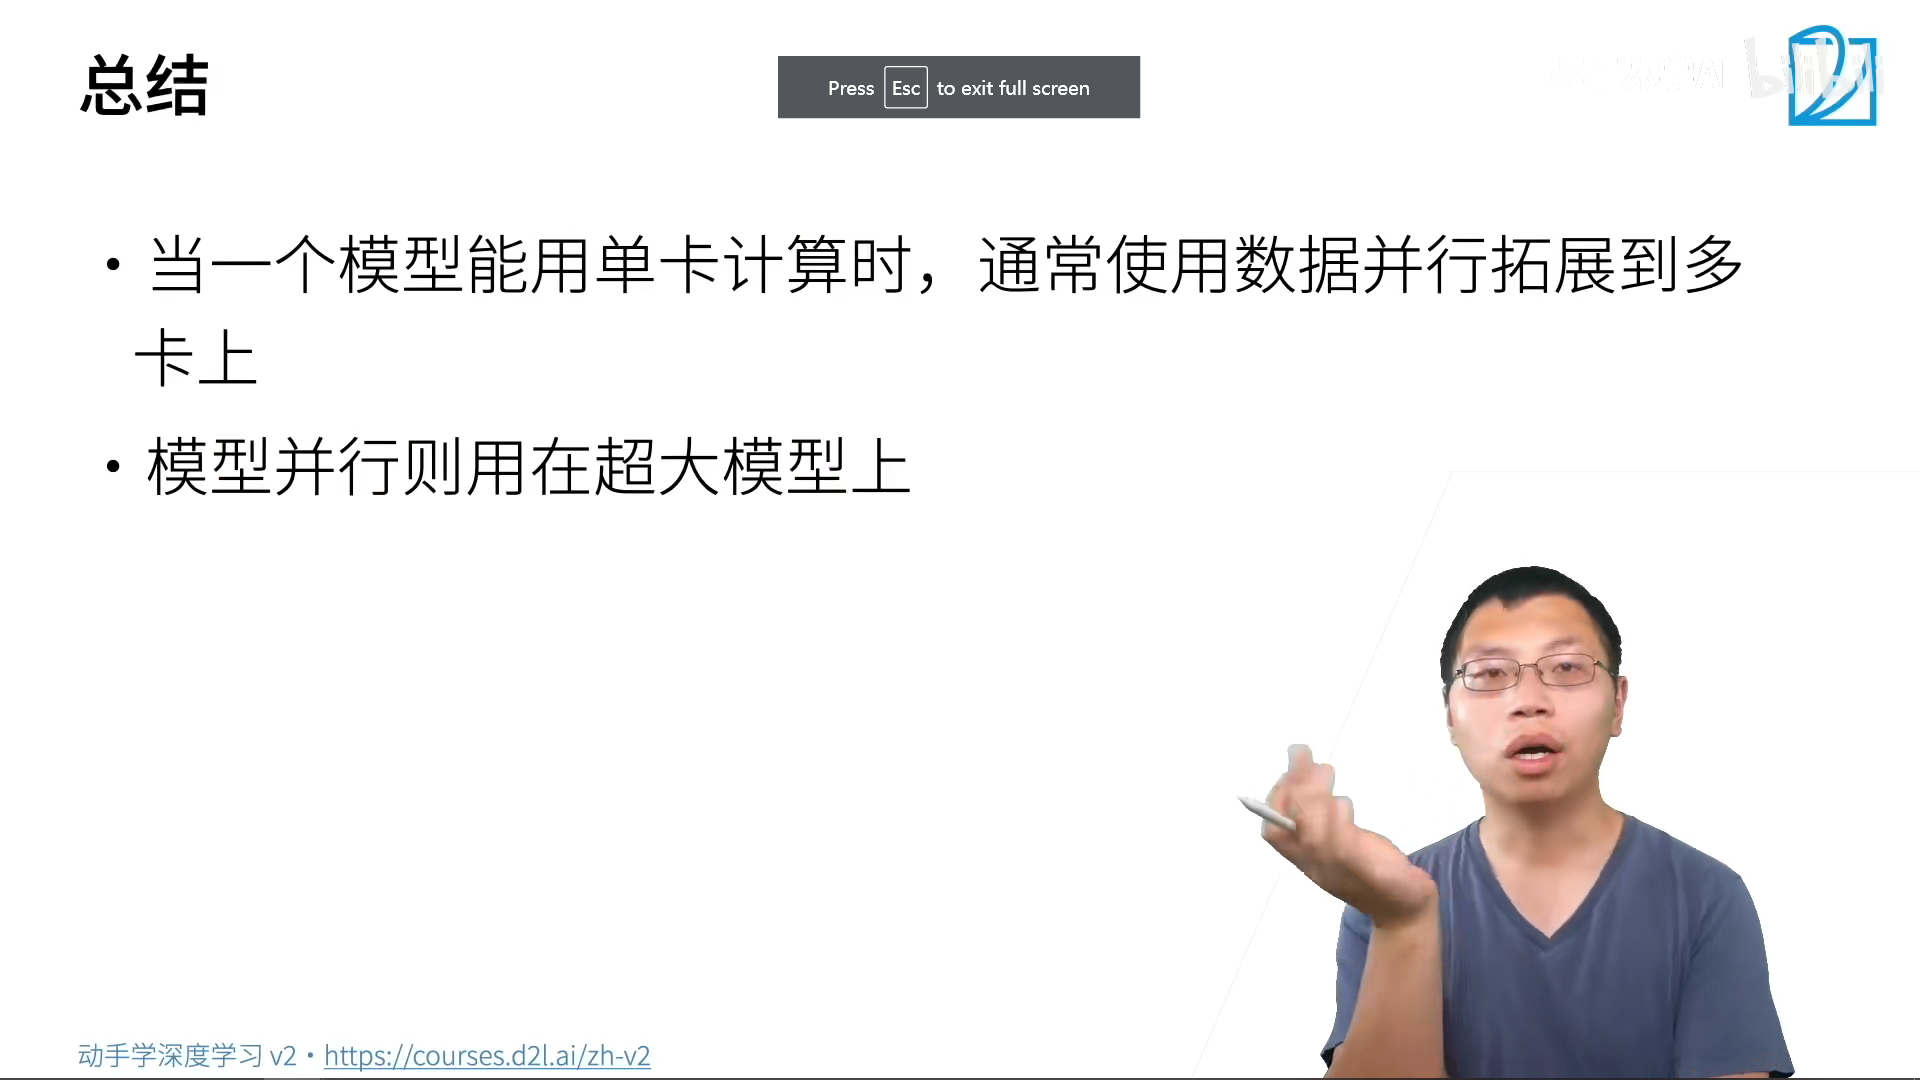 总结
Press Esc to exit full screen
bilibili
• 当一个模型能用单卡计算时，通常使用数据并行拓展到多
卡上
• 模型并行则用在超大模型上
动手学深度学习 v2 • https://courses.d2l.ai/zh-v2